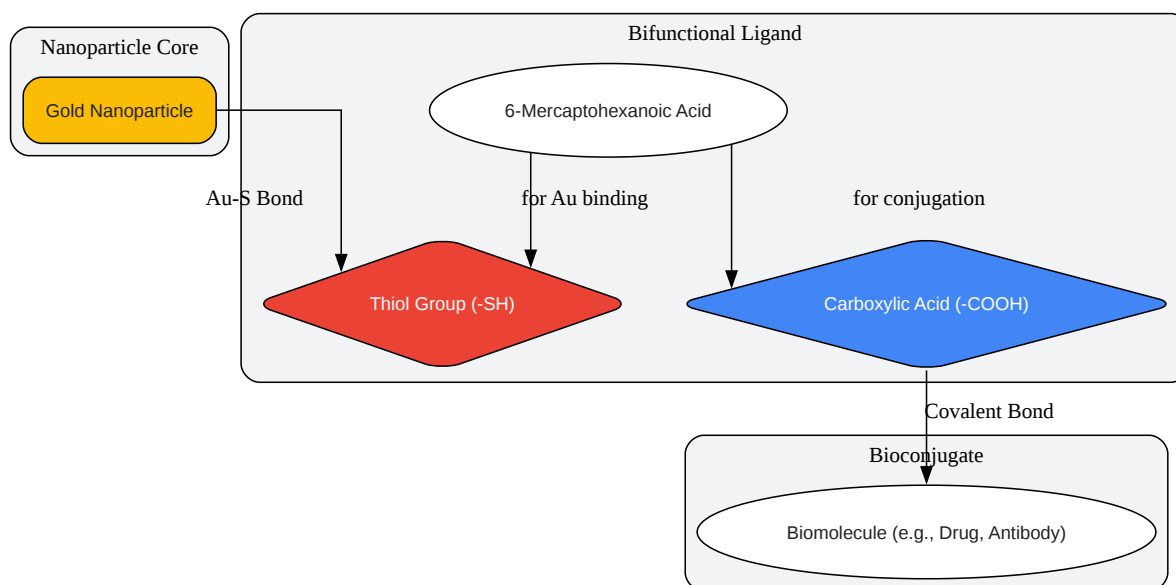 Nanoparticle Core
Bifunctional Ligand
Gold Nanoparticle
6-Mercaptohexanoic Acid
Au-S Bond
for Au binding
for conjugation
Thiol Group (-SH)
Carboxylic Acid (-COOH)
Covalent Bond
Bioconjugate
Biomolecule (e.g., Drug, Antibody)